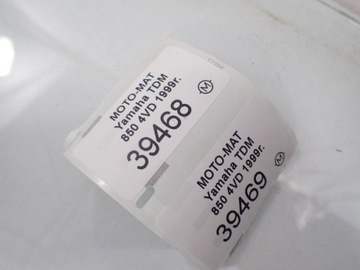 MOTO-MAT
Yamaha TDM
850 4VD 1999r.
39468
M
MOTO-MAT
Yamaha TDM
850 4VD 1999r.
39469
M